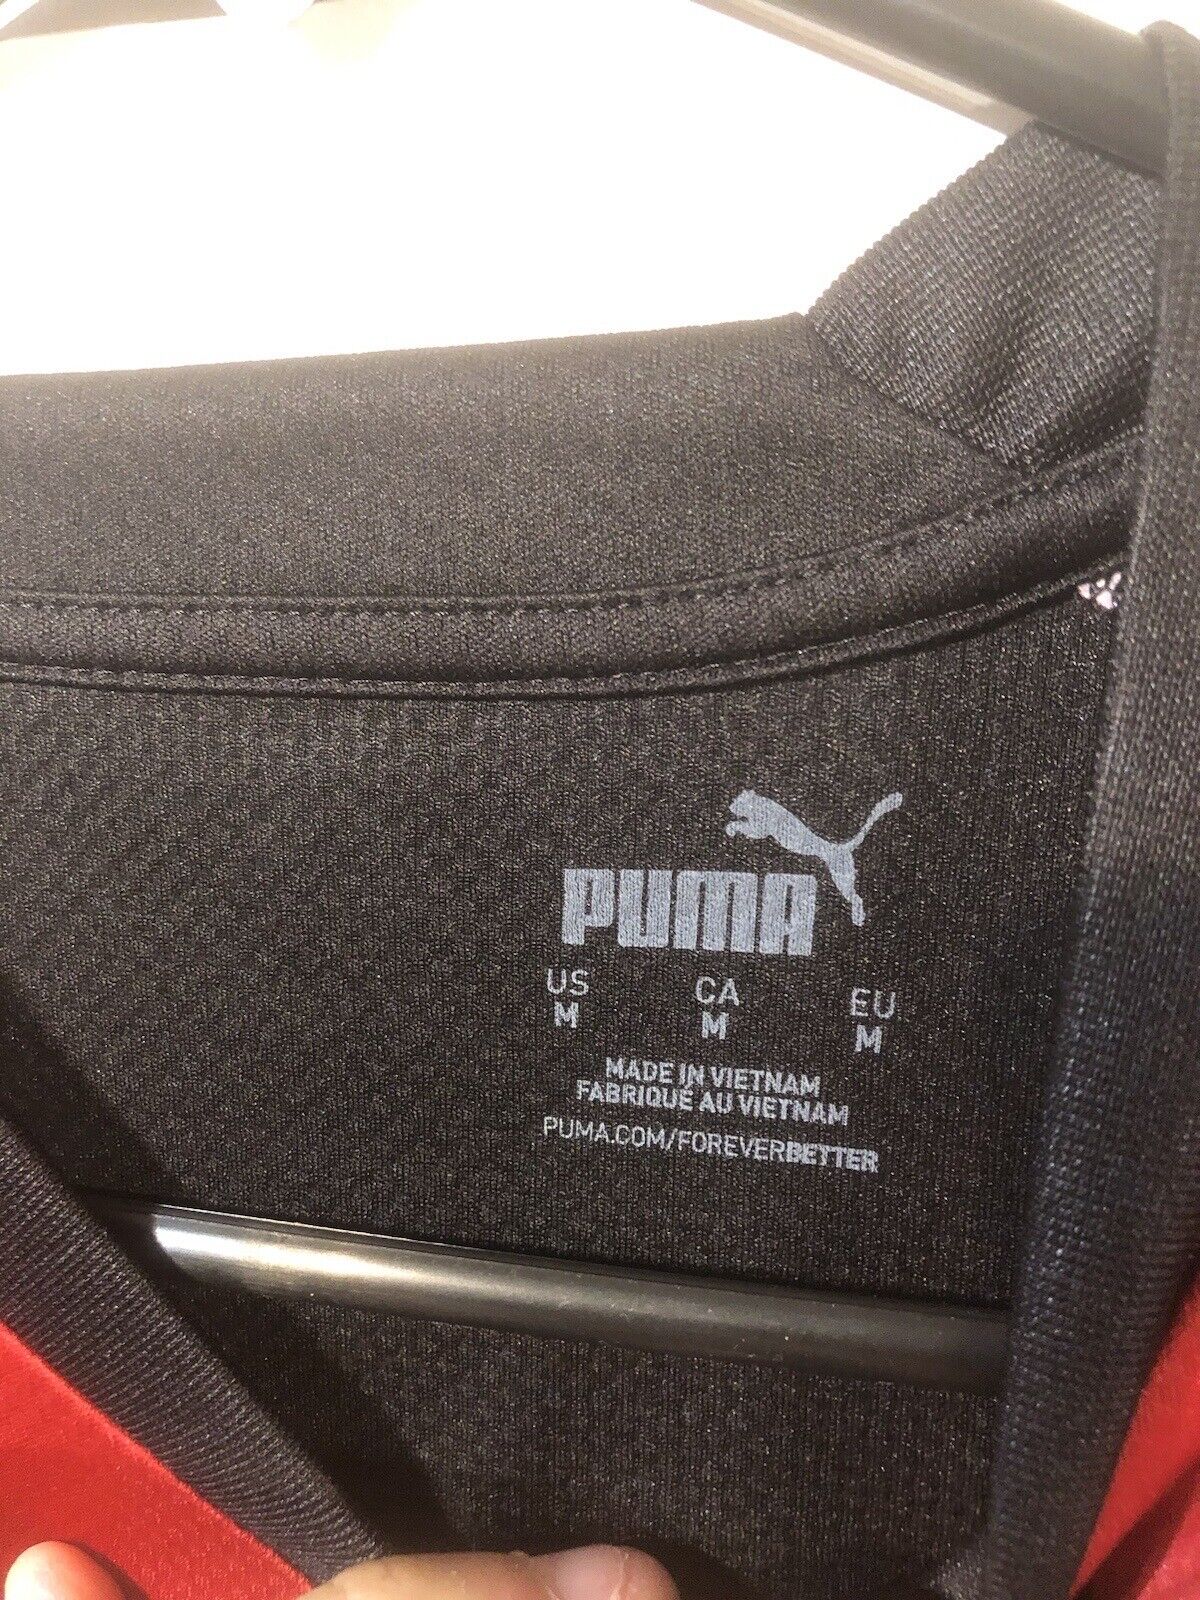 PUMA
US CA EU
M M M
MADE IN VIETNAM
FABRIQUÉ AU VIETNAM
PUMA.COM/FOREVERBETTER